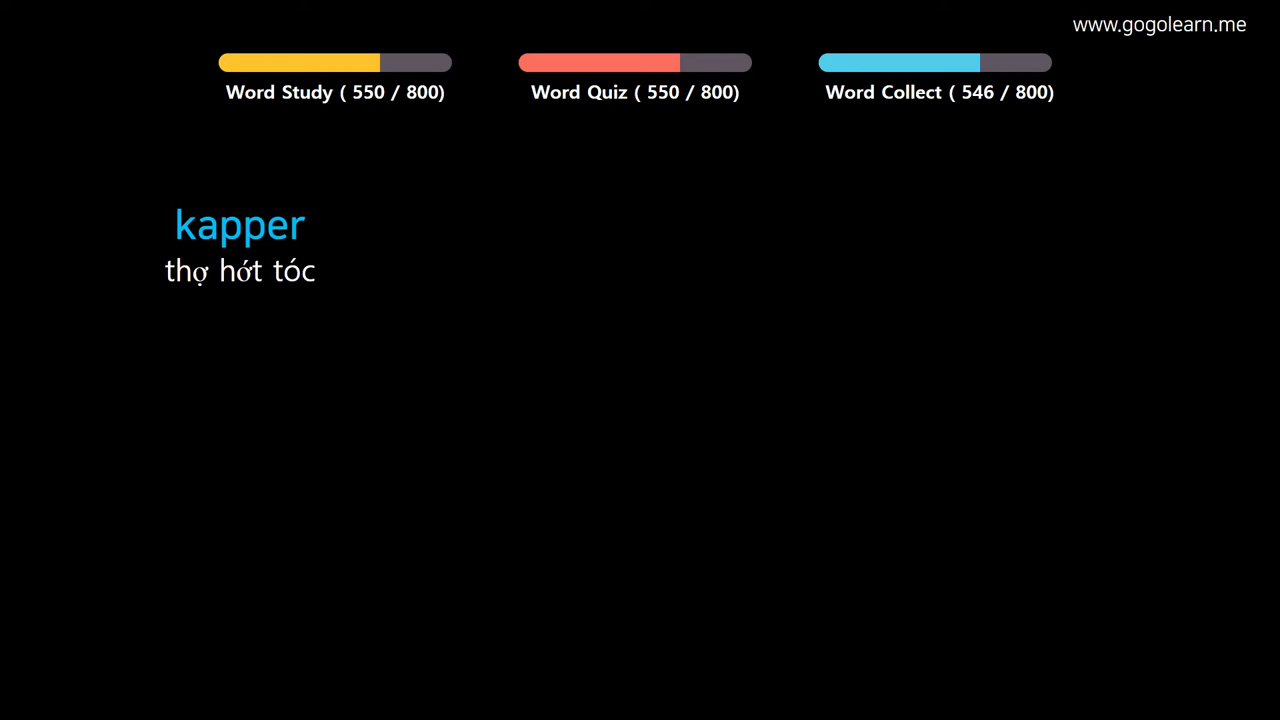 www.gogolearn.me
Word Study ( 550 / 800)
Word Quiz ( 550 / 800)
Word Collect ( 546 / 800)
kapper
thợ hớt tóc